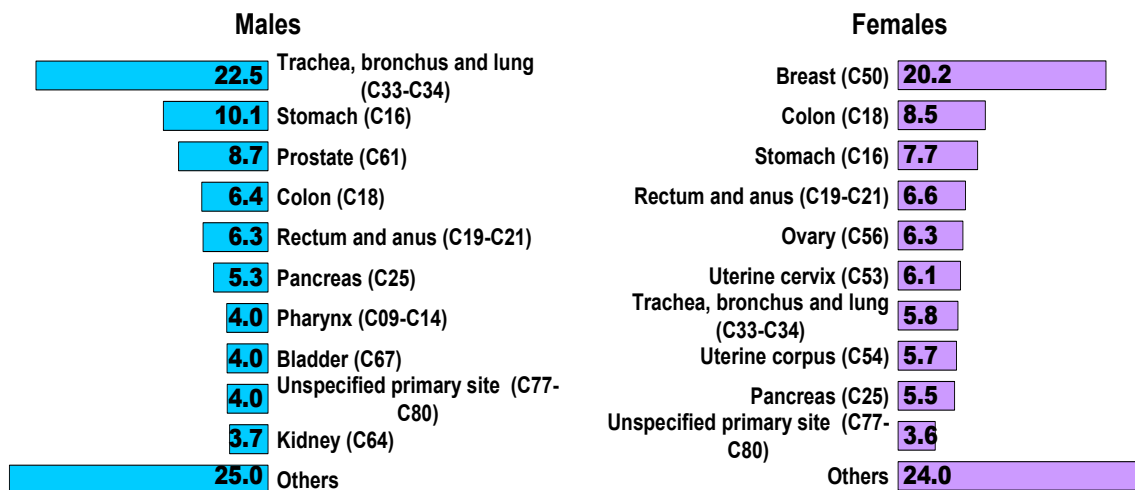 Males
22.5 Trachea, bronchus and lung
(C33-C34)
10.1 Stomach (C16)
8.7 Prostate (C61)
6.4 Colon (C18)
6.3 Rectum and anus (C19-C21)
5.3 Pancreas (C25)
4.0 Pharynx (C09-C14)
4.0 Bladder (C67)
4.0 Unspecified primary site (C77-
C80)
3.7 Kidney (C64)
25.0 Others
Females
Breast (C50) 20.2
Colon (C18) 8.5
Stomach (C16) 7.7
Rectum and anus (C19-C21) 6.6
Ovary (C56) 6.3
Uterine cervix (C53) 6.1
Trachea, bronchus and lung
(C33-C34) 5.8
Uterine corpus (C54) 5.7
Pancreas (C25) 5.5
Unspecified primary site (C77-
C80) 3.6
Others 24.0